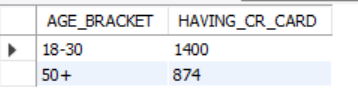 AGE_BRACKET HAVING_CR_CARD
18-30 1400
50+ 874